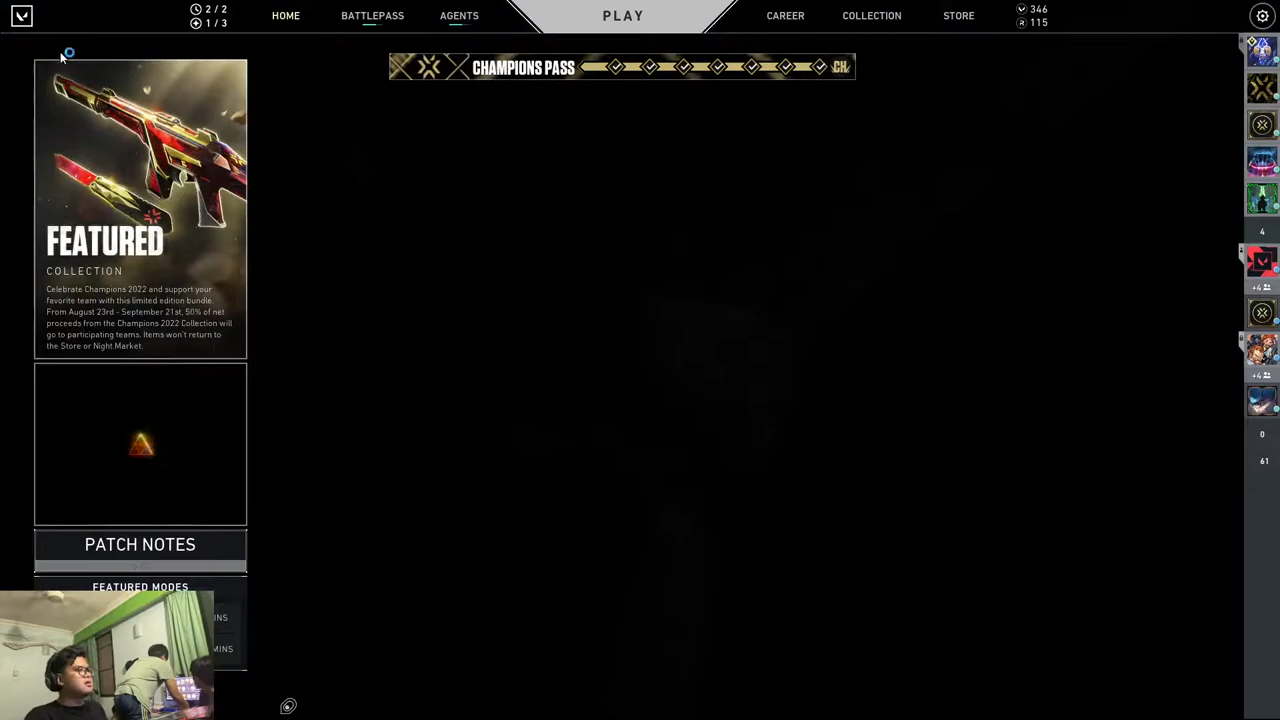 2 / 2
1 / 3
HOME
BATTLEPASS
AGENTS
PLAY
CAREER
COLLECTION
STORE
346
115
CHAMPIONS PASS
CH
FEATURED
COLLECTION
Celebrate Champions 2022 and support your
favorite team with this limited edition bundle.
From August 23rd - September 21st, 50% of net
proceeds from the Champions 2022 Collection will
go to participating teams. Items won't return to
the Store or Night.Market.
PATCH NOTES
FEATURED MODES
INS
MINS
4
+4
+4
0
61